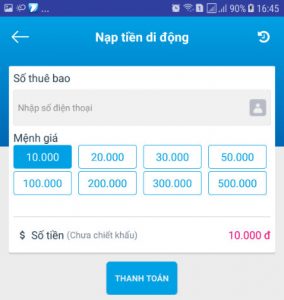 ... 90% 16:45
Nạp tiền di động
Số thuê bao
Nhập số điện thoại
Mệnh giá
10.000 20.000 30.000 50.000
100.000 200.000 300.000 500.000
$ Số tiền (Chưa chiết khấu) 10.000 đ
THANH TOÁN